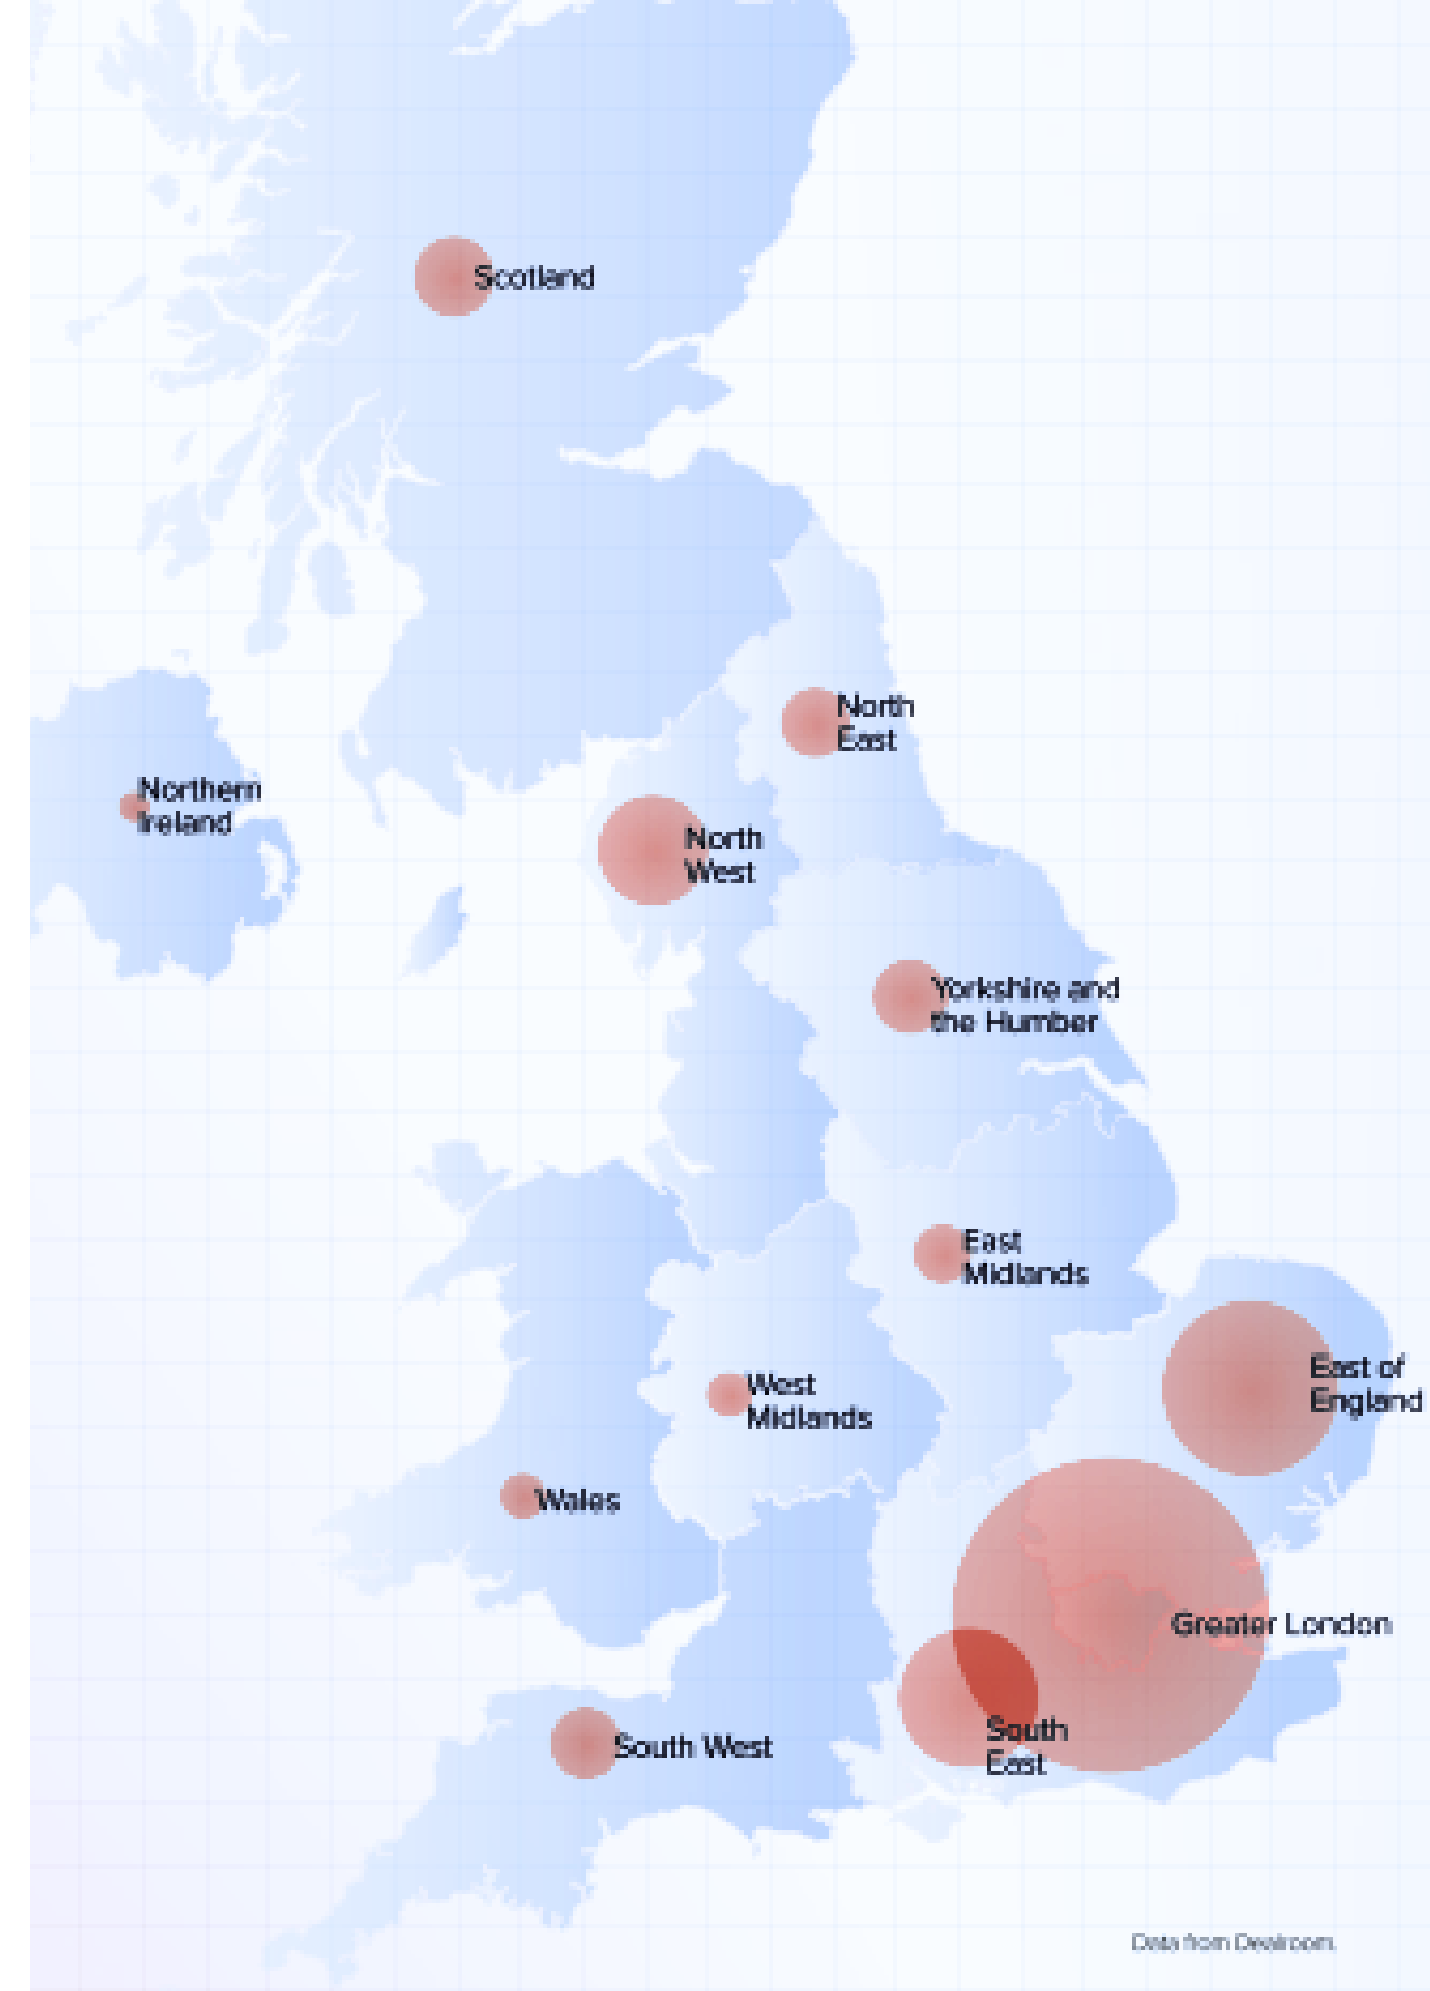 Scotland
North
East
Northern
Ireland
North
West
Yorkshire and
the Humber
East
Midlands
East of
England
West
Midlands
Wales
Greater London
South
East
South West
Data from Dealroom.